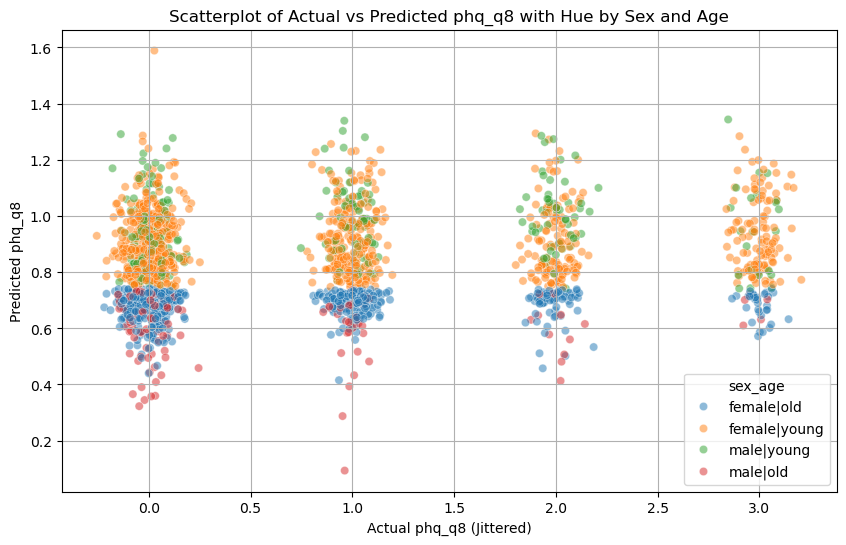 Scatterplot of Actual vs Predicted phq_q8 with Hue by Sex and Age
1.6
1.4
1.2
1.0
0.8
0.6
0.4
0.2
Predicted phq_q8
0.0
0.5
1.0
1.5
2.0
2.5
3.0
Actual phq_q8 (Jittered)
sex_age
female|old
female|young
male|young
male|old